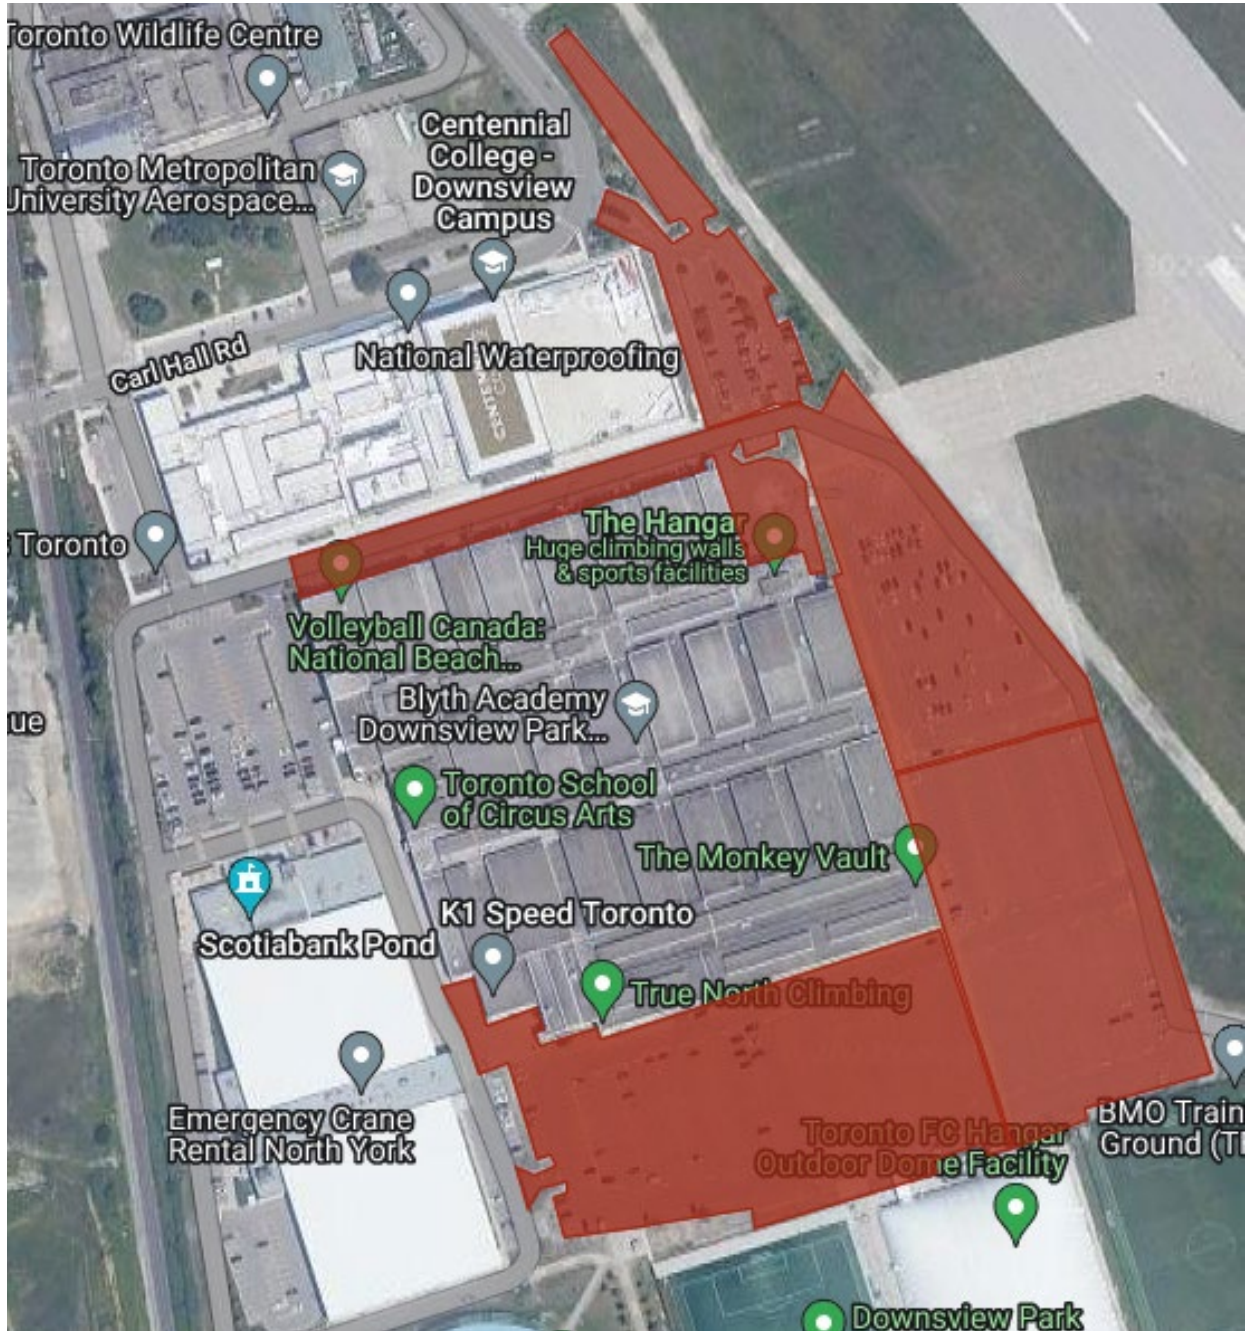 Toronto Wildlife Centre
Toronto Metropolitan
University Aerospace...
Centennial
College -
Downsview
Campus
National Waterproofing
Carl Hall Rd
CENTENNIAL
Toronto
The Hangar
Huge climbing walls
& sports facilities
Volleyball Canada:
National Beach...
Blyth Academy
Downsview Park...
ue
Toronto School
of Circus Arts
The Monkey Vault
K1 Speed Toronto
Scotiabank Pond
True North Climbing
Emergency Crane
Rental North York
BMO Train
Ground (T
Toronto FC Hangar
Outdoor Dome Facility
Downsview Park